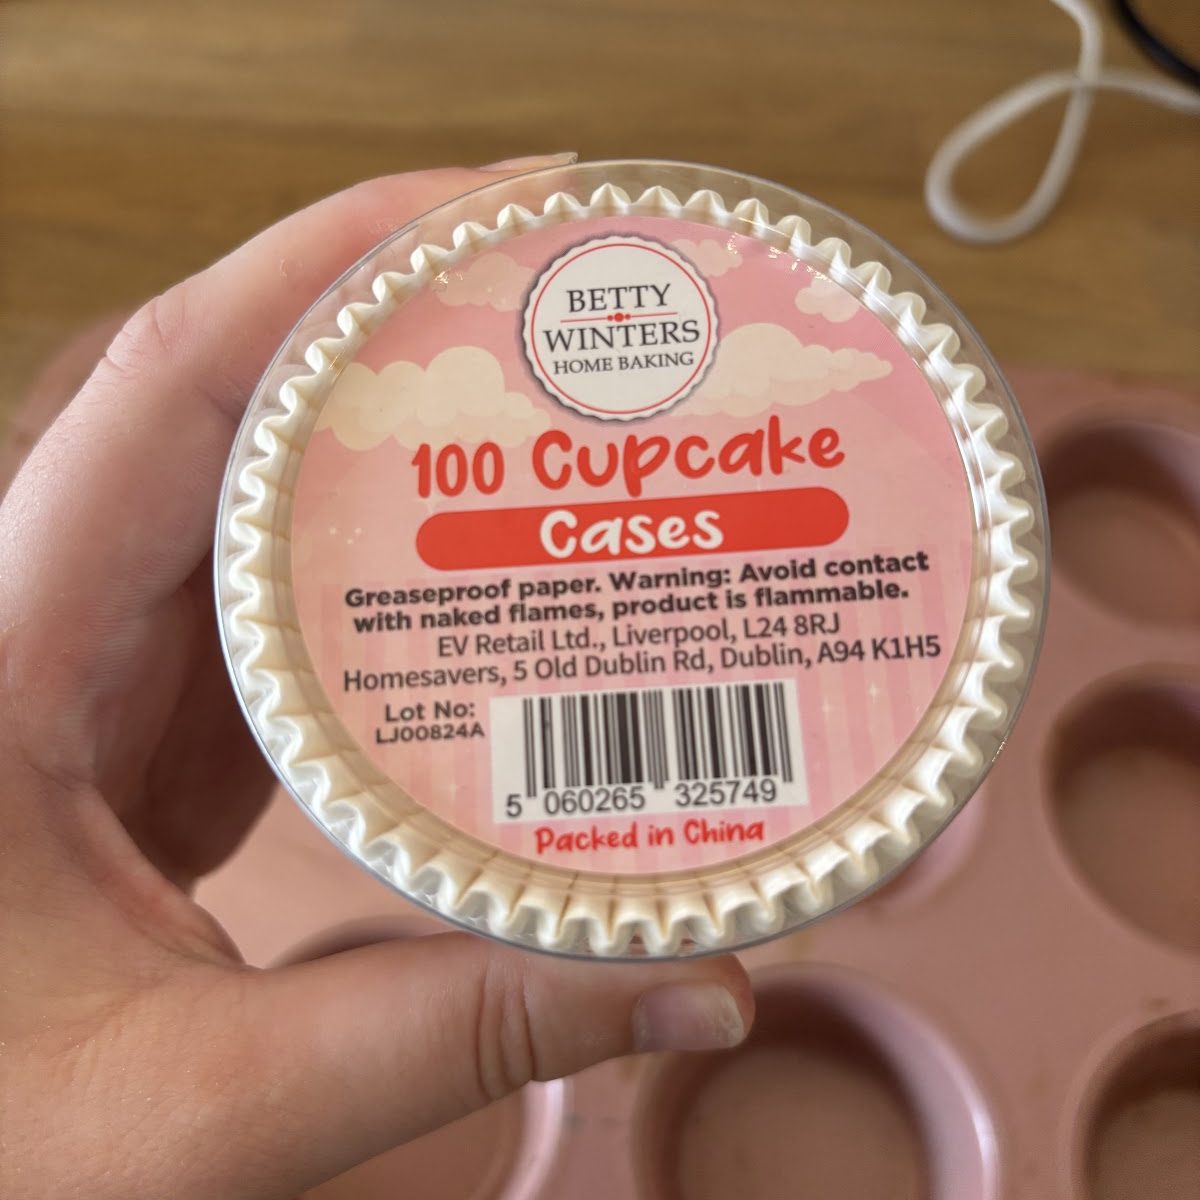 BETTY
WINTERS
HOME BAKING
100 Cupcake
Cases
Greaseproof paper. Warning: Avoid contact
with naked flames, product is flammable.
EV Retail Ltd., Liverpool, L24 8RJ
Homesavers, 5 Old Dublin Rd, Dublin, A94 K1H5
Lot No:
LJ00824A
5 060265 325749
Packed in China